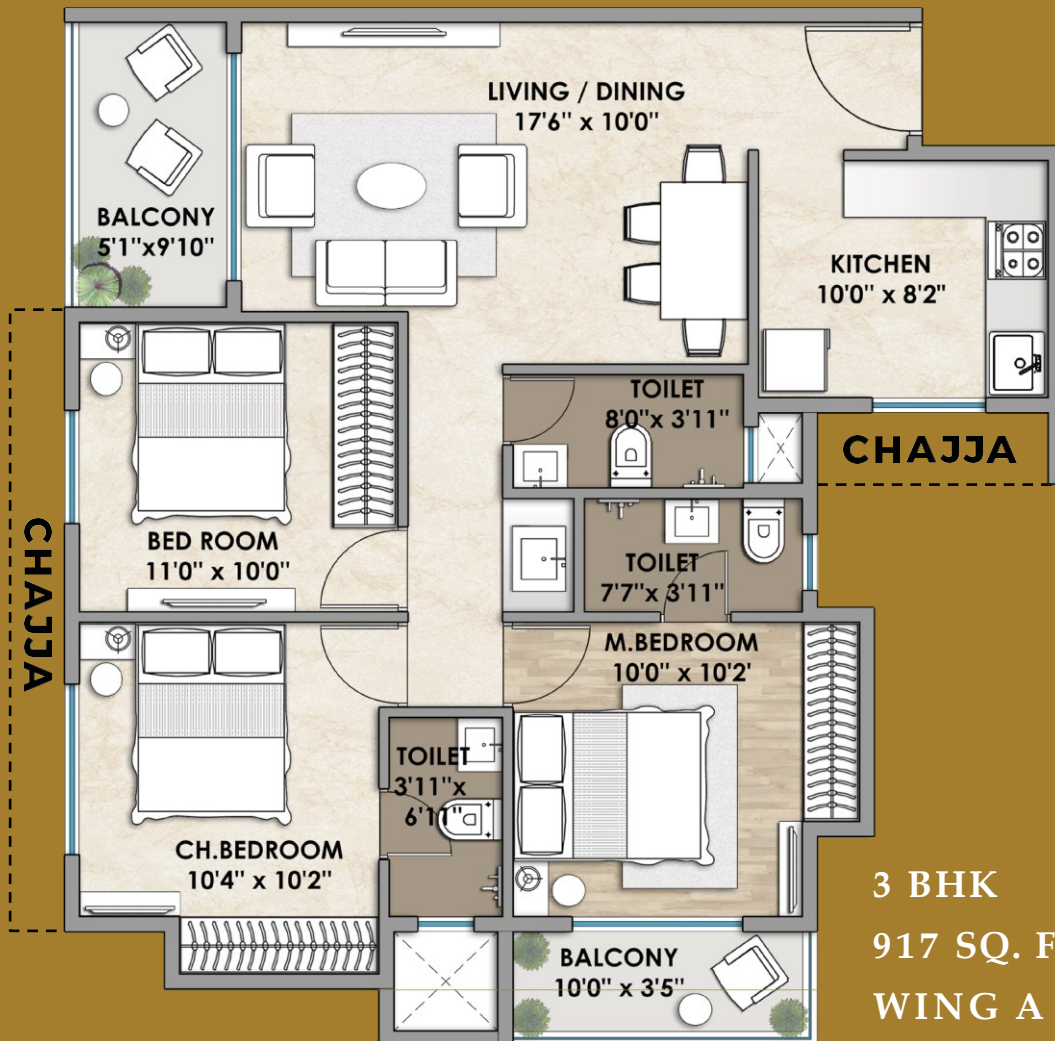 LIVING / DINING
17'6" x 10'0"
BALCONY
5'1"x9'10"
KITCHEN
10'0" x 8'2"
TOILET
8'0"x 3'11"
CHAJJA
CHAJJA
BED ROOM
11'0" x 10'0"
TOILET
7'7"x 3'11"
M.BEDROOM
10'0" x 10'2'
TOILET
3'11"x
6'11"
CH.BEDROOM
10'4" x 10'2"
BALCONY
10'0" x 3'5"
3 BHK
917 SQ. F
WING A